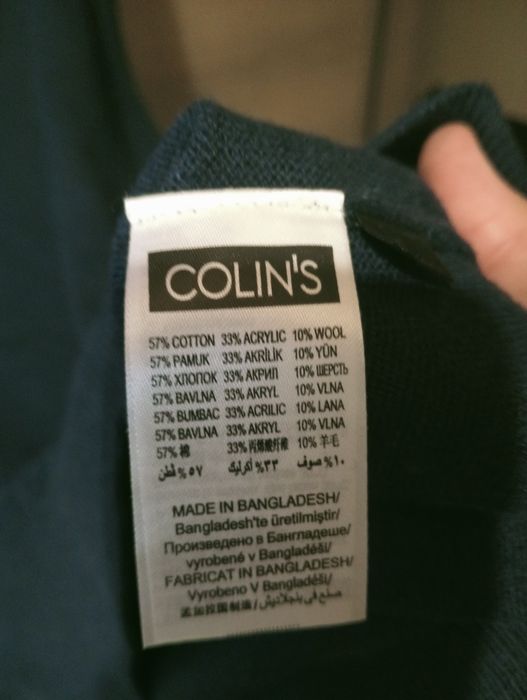 COLIN'S
57% COTTON 33% ACRYLIC 10% WOOL
57% PAMUK 33% AKRİLİK 10% YÜN
57% ХЛОПОК 33% АКРИЛ 10% ШЕРСТЬ
57% BAVLNA 33% AKRYL 10% VLNA
57% BUMBAC 33% ACRILIC 10% LANA
57% BAVLNA 33% AKRYL 10% VLNA
57% 棉 33% 丙烯酸纤维 10% 羊毛
٥٧% قطن ٣٣% أكرليك ١٠% صوف
MADE IN BANGLADESH/
Bangladesh'te üretilmiştir/
Произведено в Бангладеше/
vyrobené v Bangladéši/
FABRICAT IN BANGLADESH/
Vyrobeno V Bangladéši/
孟加拉国制造/صنع في بنجلاديش